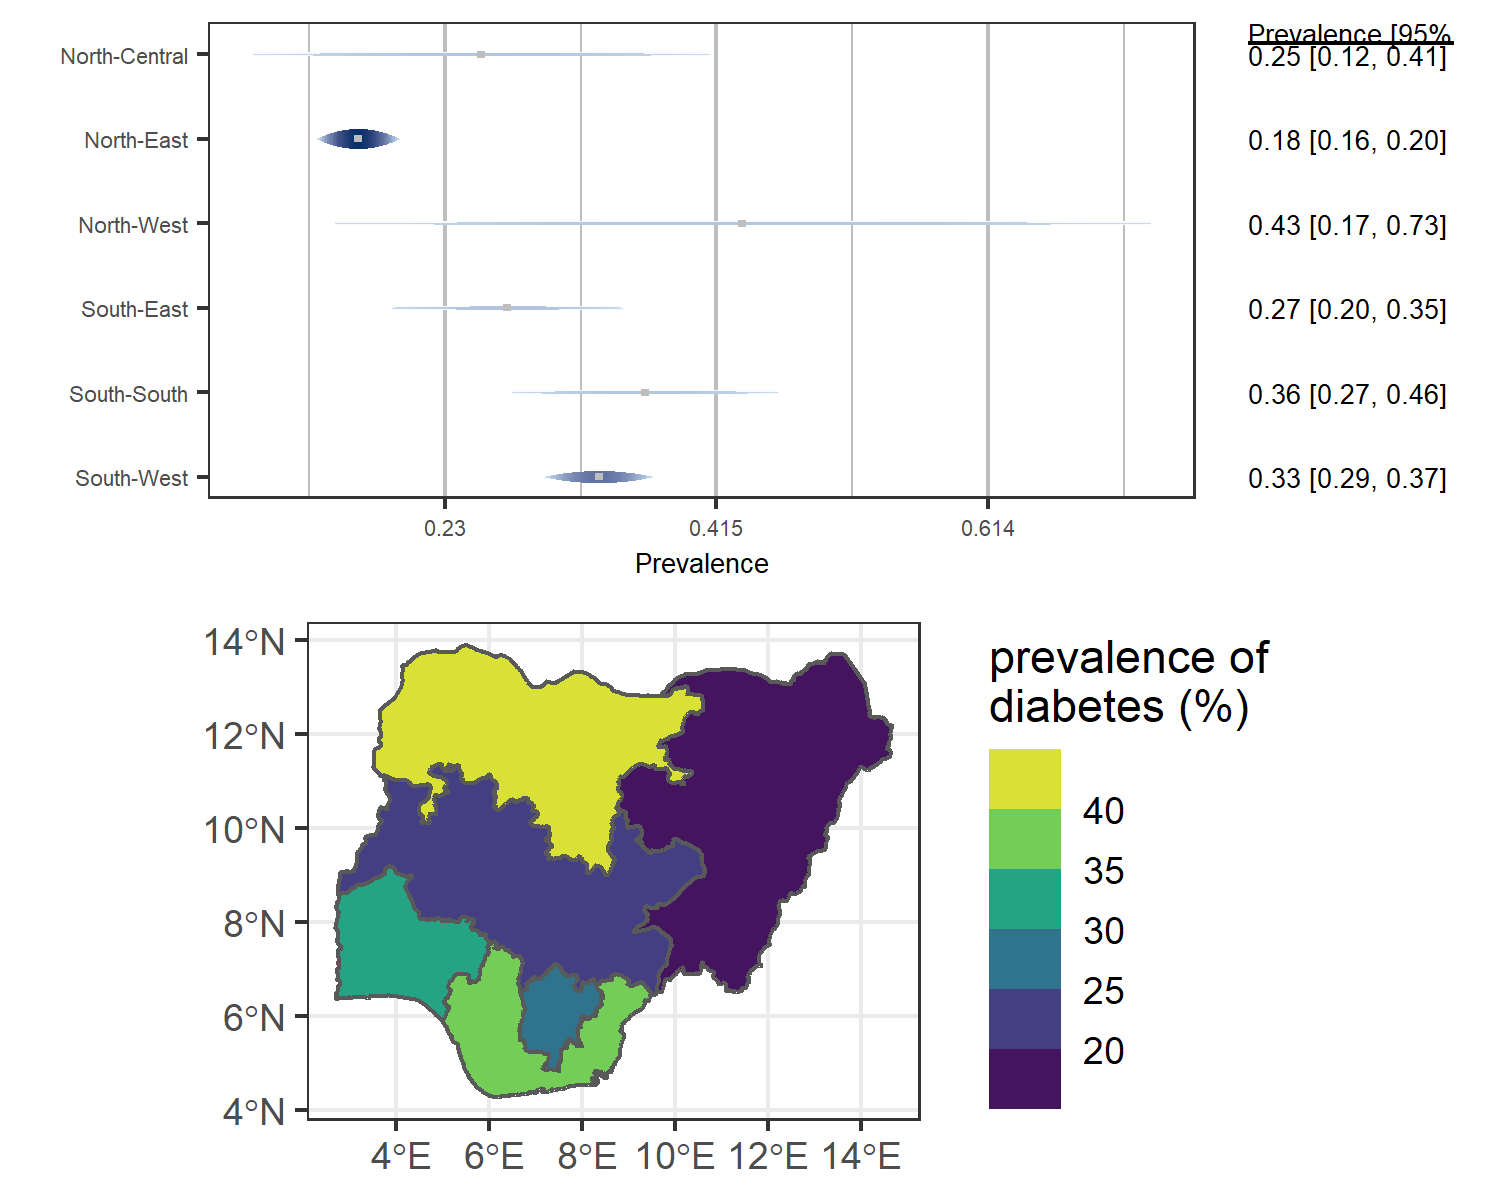 Prevalence [95%
North-Central 0.25 [0.12, 0.41]
North-East 0.18 [0.16, 0.20]
North-West 0.43 [0.17, 0.73]
South-East 0.27 [0.20, 0.35]
South-South 0.36 [0.27, 0.46]
South-West 0.33 [0.29, 0.37]
0.23 0.415 0.614
Prevalence
14°N
12°N
10°N
8°N
6°N
4°N
4°E 6°E 8°E 10°E 12°E 14°E
prevalence of
diabetes (%)
40
35
30
25
20